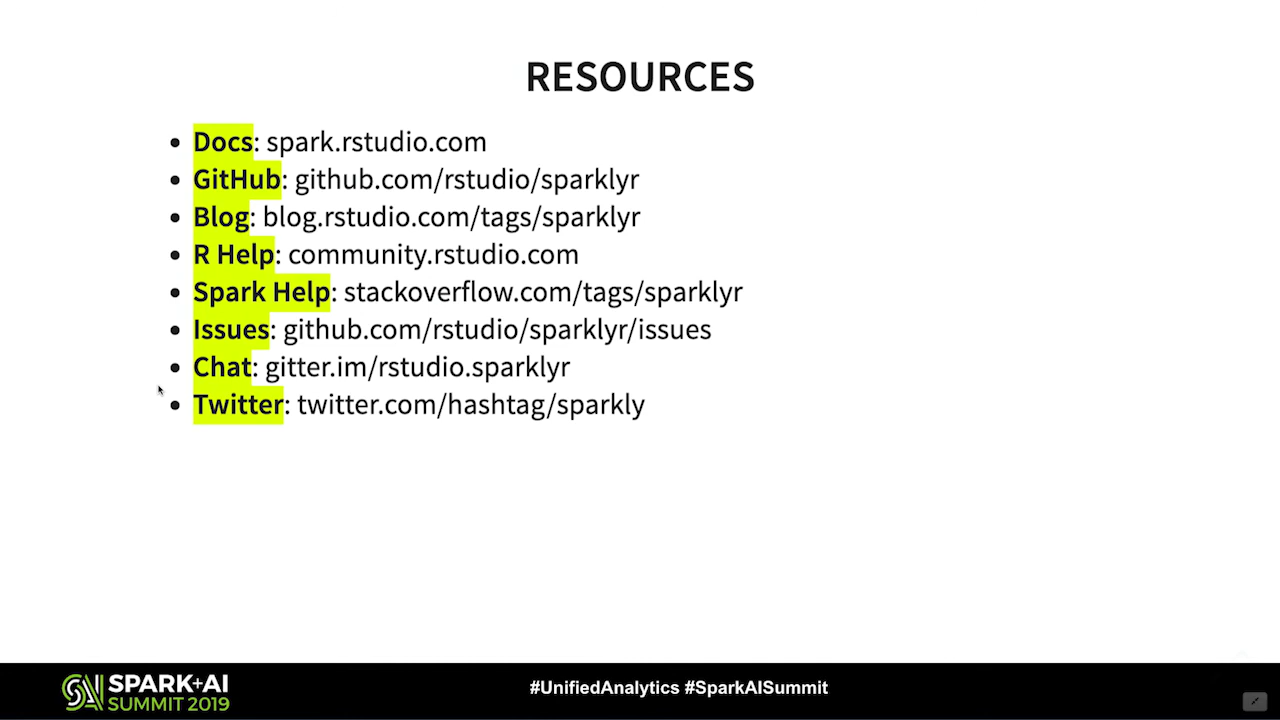 RESOURCES
• Docs: spark.rstudio.com
• GitHub: github.com/rstudio/sparklyr
• Blog: blog.rstudio.com/tags/sparklyr
• R Help: community.rstudio.com
• Spark Help: stackoverflow.com/tags/sparklyr
• Issues: github.com/rstudio/sparklyr/issues
• Chat: gitter.im/rstudio.sparklyr
• Twitter: twitter.com/hashtag/sparkly
SPARK+AI
SUMMIT 2019
#UnifiedAnalytics #SparkAISummit